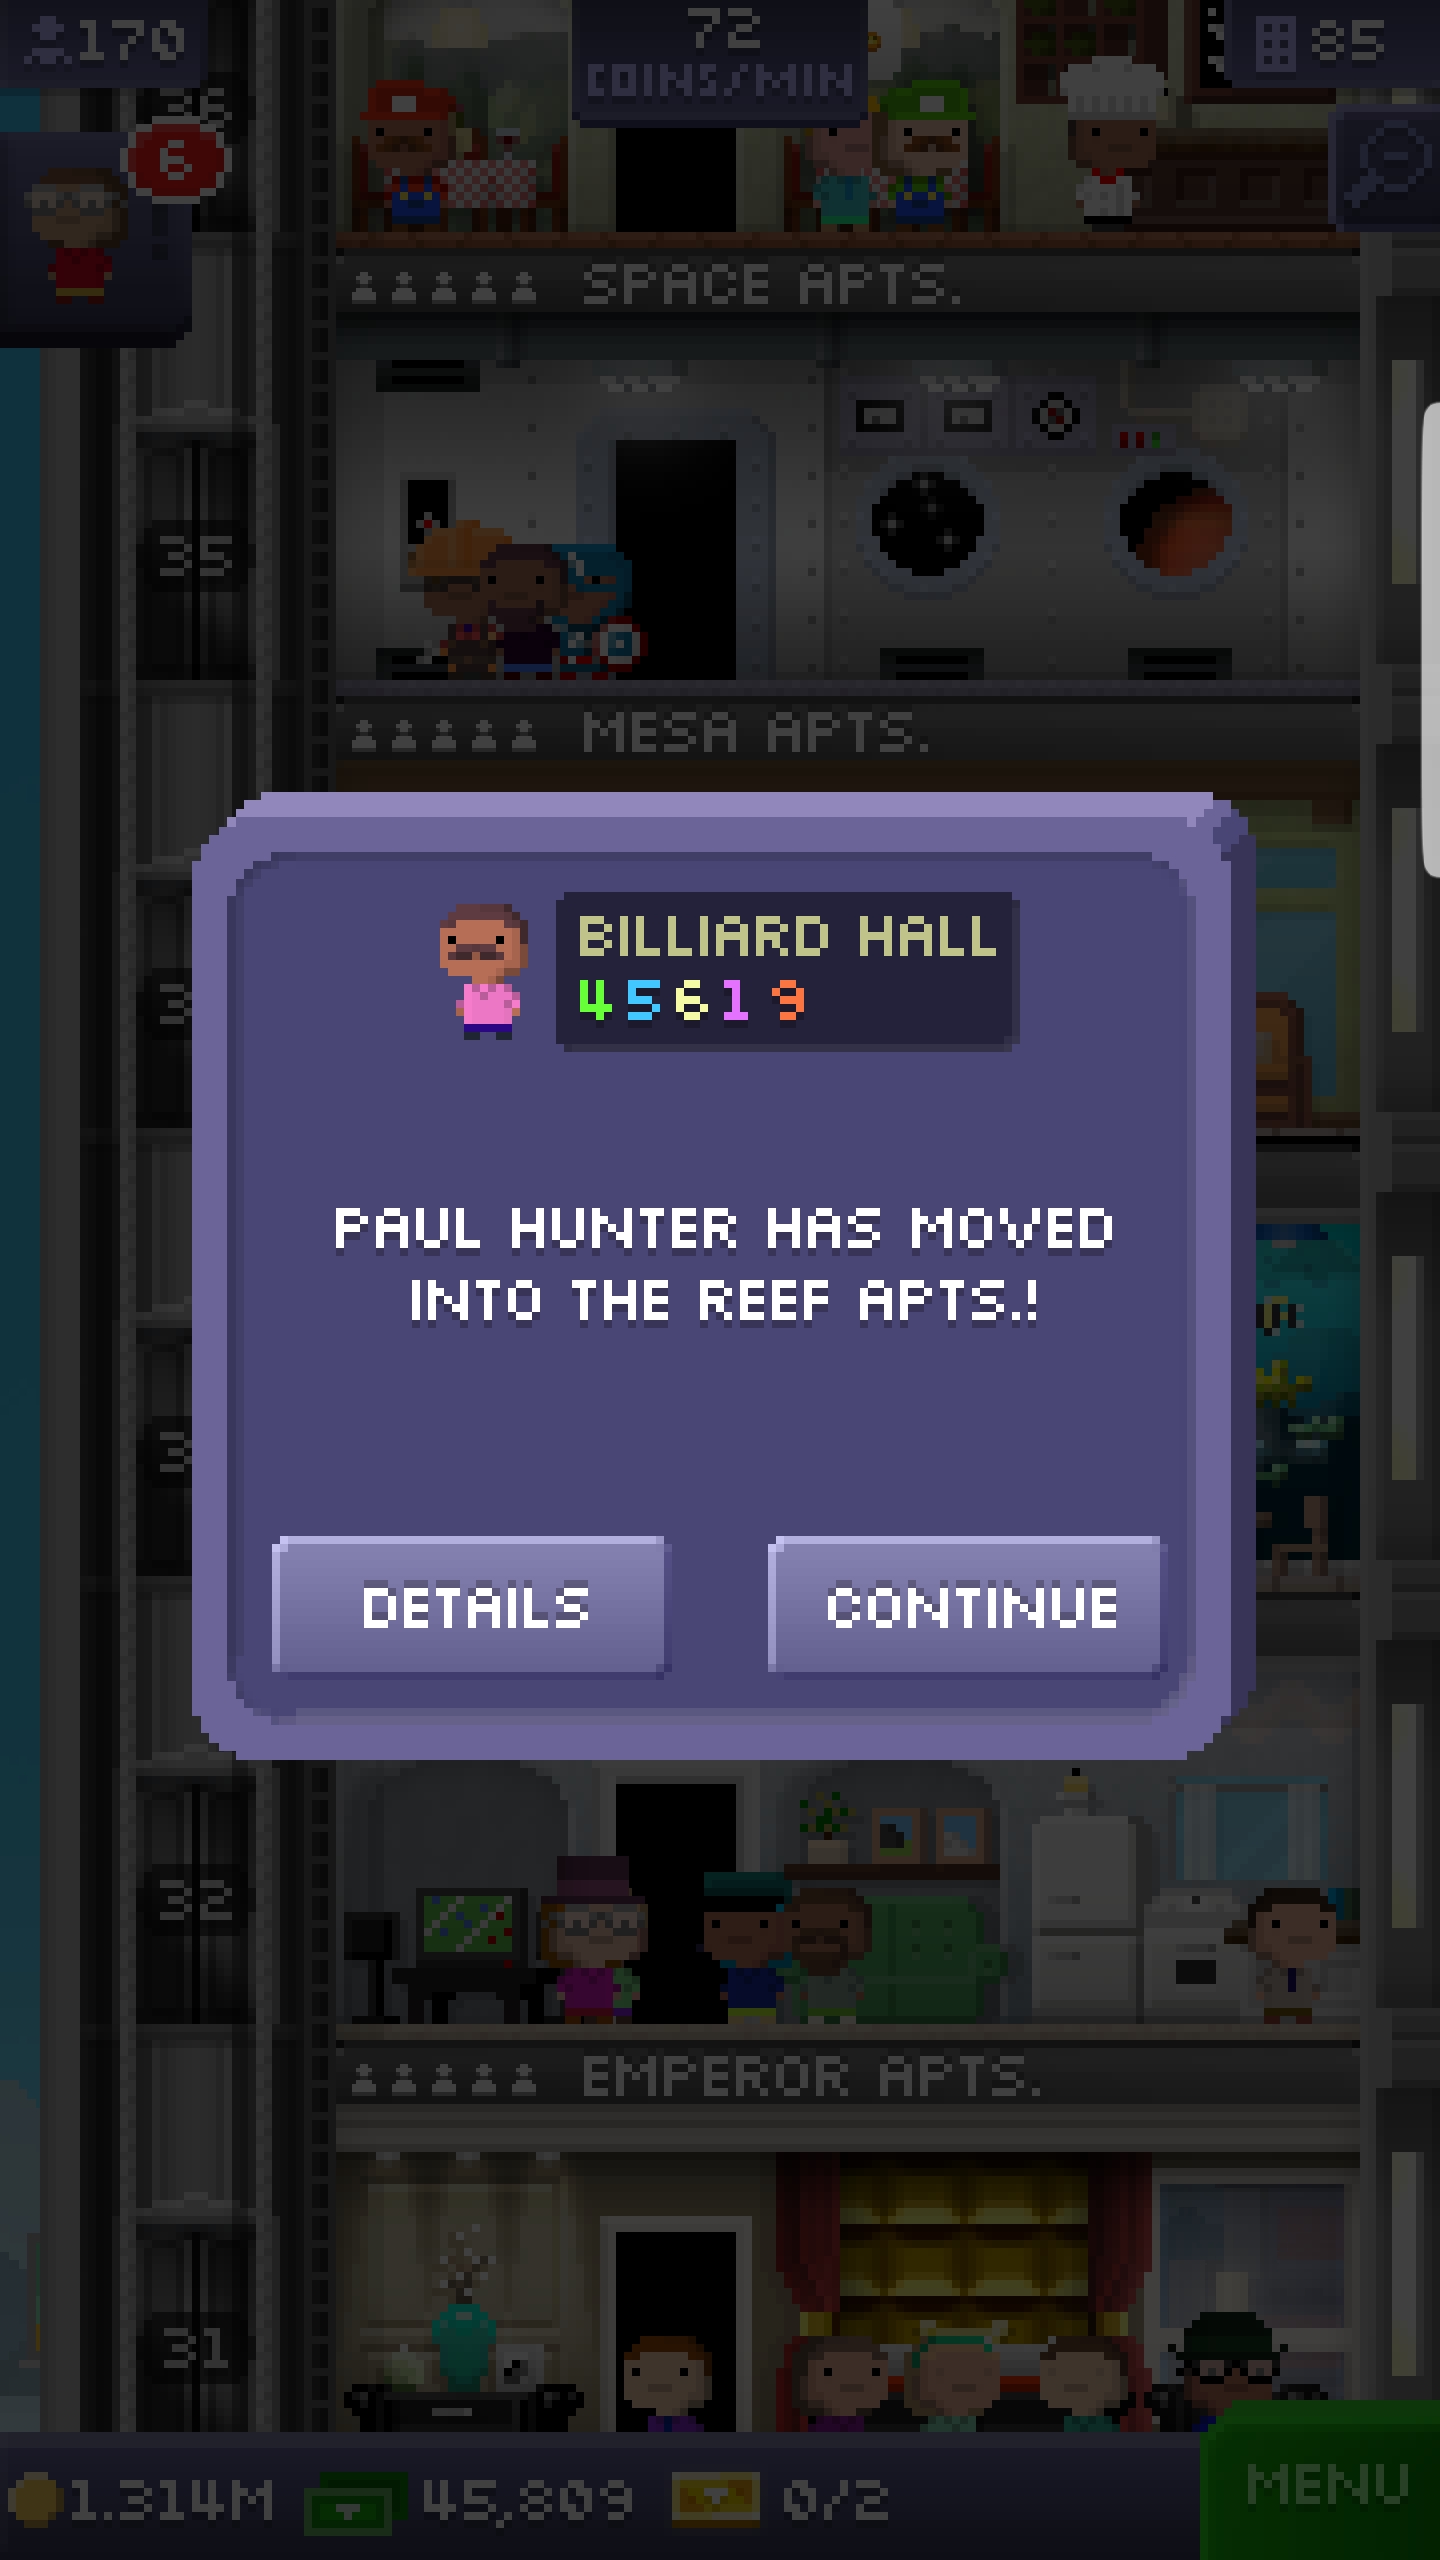 170
72
COINS/MIN
85
6
SPACE APTS.
35
MESA APTS.
BILLIARD HALL
4 5 6 1 9
PAUL HUNTER HAS MOVED
INTO THE REEF APTS.!
DETAILS
CONTINUE
32
EMPEROR APTS.
31
1.314M
45,809
0/2
MENU